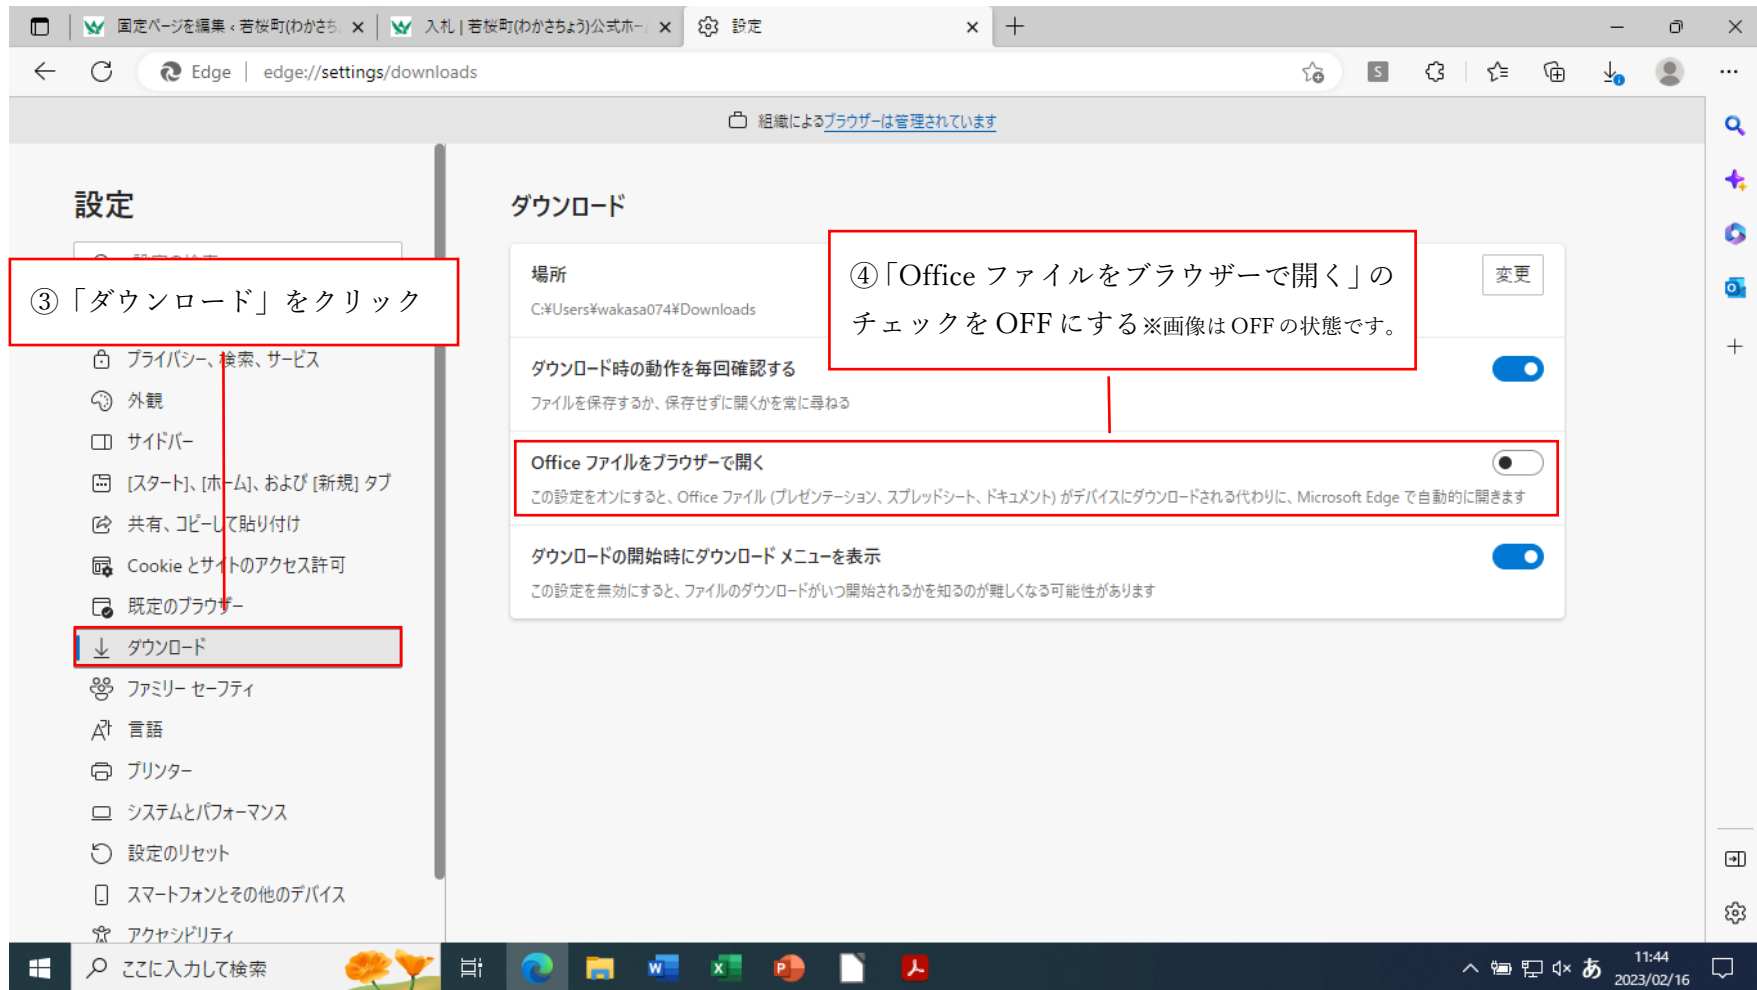 固定ページを編集 ‹ 若桜町(わかさち
入札 | 若桜町(わかさちょう)公式ホー
設定
Edge
edge://settings/downloads
S
組織によるブラウザーは管理されています
設定
③「ダウンロード」をクリック
プライバシー、検索、サービス
外観
サイドバー
[スタート]、[ホーム]、および [新規] タブ
共有、コピーして貼り付け
Cookie とサイトのアクセス許可
既定のブラウザー
ダウンロード
ファミリー セーフティ
言語
プリンター
システムとパフォーマンス
設定のリセット
スマートフォンとその他のデバイス
アクセシビリティ
ダウンロード
場所
C:¥Users¥wakasa074¥Downloads
変更
④「Office ファイルをブラウザーで開く」の
チェックを OFF にする※画像は OFF の状態です。
ダウンロード時の動作を毎回確認する
ファイルを保存するか、保存せずに開くかを常に尋ねる
Office ファイルをブラウザーで開く
この設定をオンにすると、Office ファイル (プレゼンテーション、スプレッドシート、ドキュメント) がデバイスにダウンロードされる代わりに、Microsoft Edge で自動的に開きます
ダウンロードの開始時にダウンロード メニューを表示
この設定を無効にすると、ファイルのダウンロードがいつ開始されるかを知るのが難しくなる可能性があります
ここに入力して検索
あ
11:44
2023/02/16